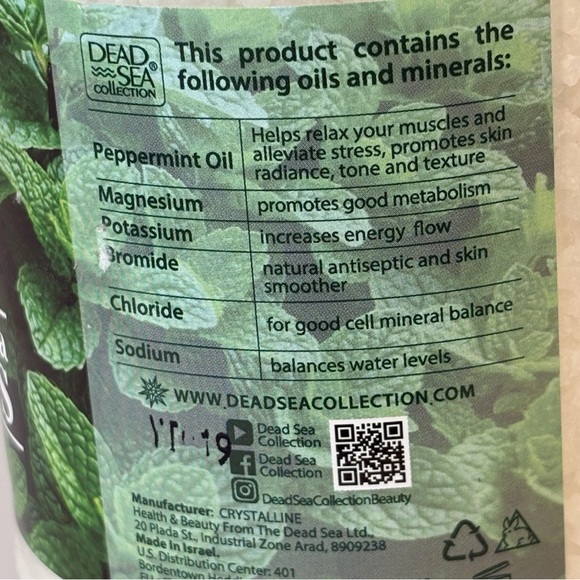 DEAD SEA COLLECTION®
This product contains the
following oils and minerals:
Peppermint Oil
Helps relax your muscles and
alleviate stress, promotes skin
radiance, tone and texture
Magnesium
promotes good metabolism
Potassium
increases energy flow
Bromide
natural antiseptic and skin
smoother
Chloride
for good cell mineral balance
Sodium
balances water levels
WWW.DEADSEACOLLECTION.COM
Dead Sea
Collection
Dead Sea
Collection
DeadSeaCollectionBeauty
Manufacturer: CRYSTALLINE
Health & Beauty From The Dead Sea Ltd.,
20 Plada St., Industrial Zone Arad, 8909238
Made in Israel.
U.S. Distribution Center: 401
Bordentown